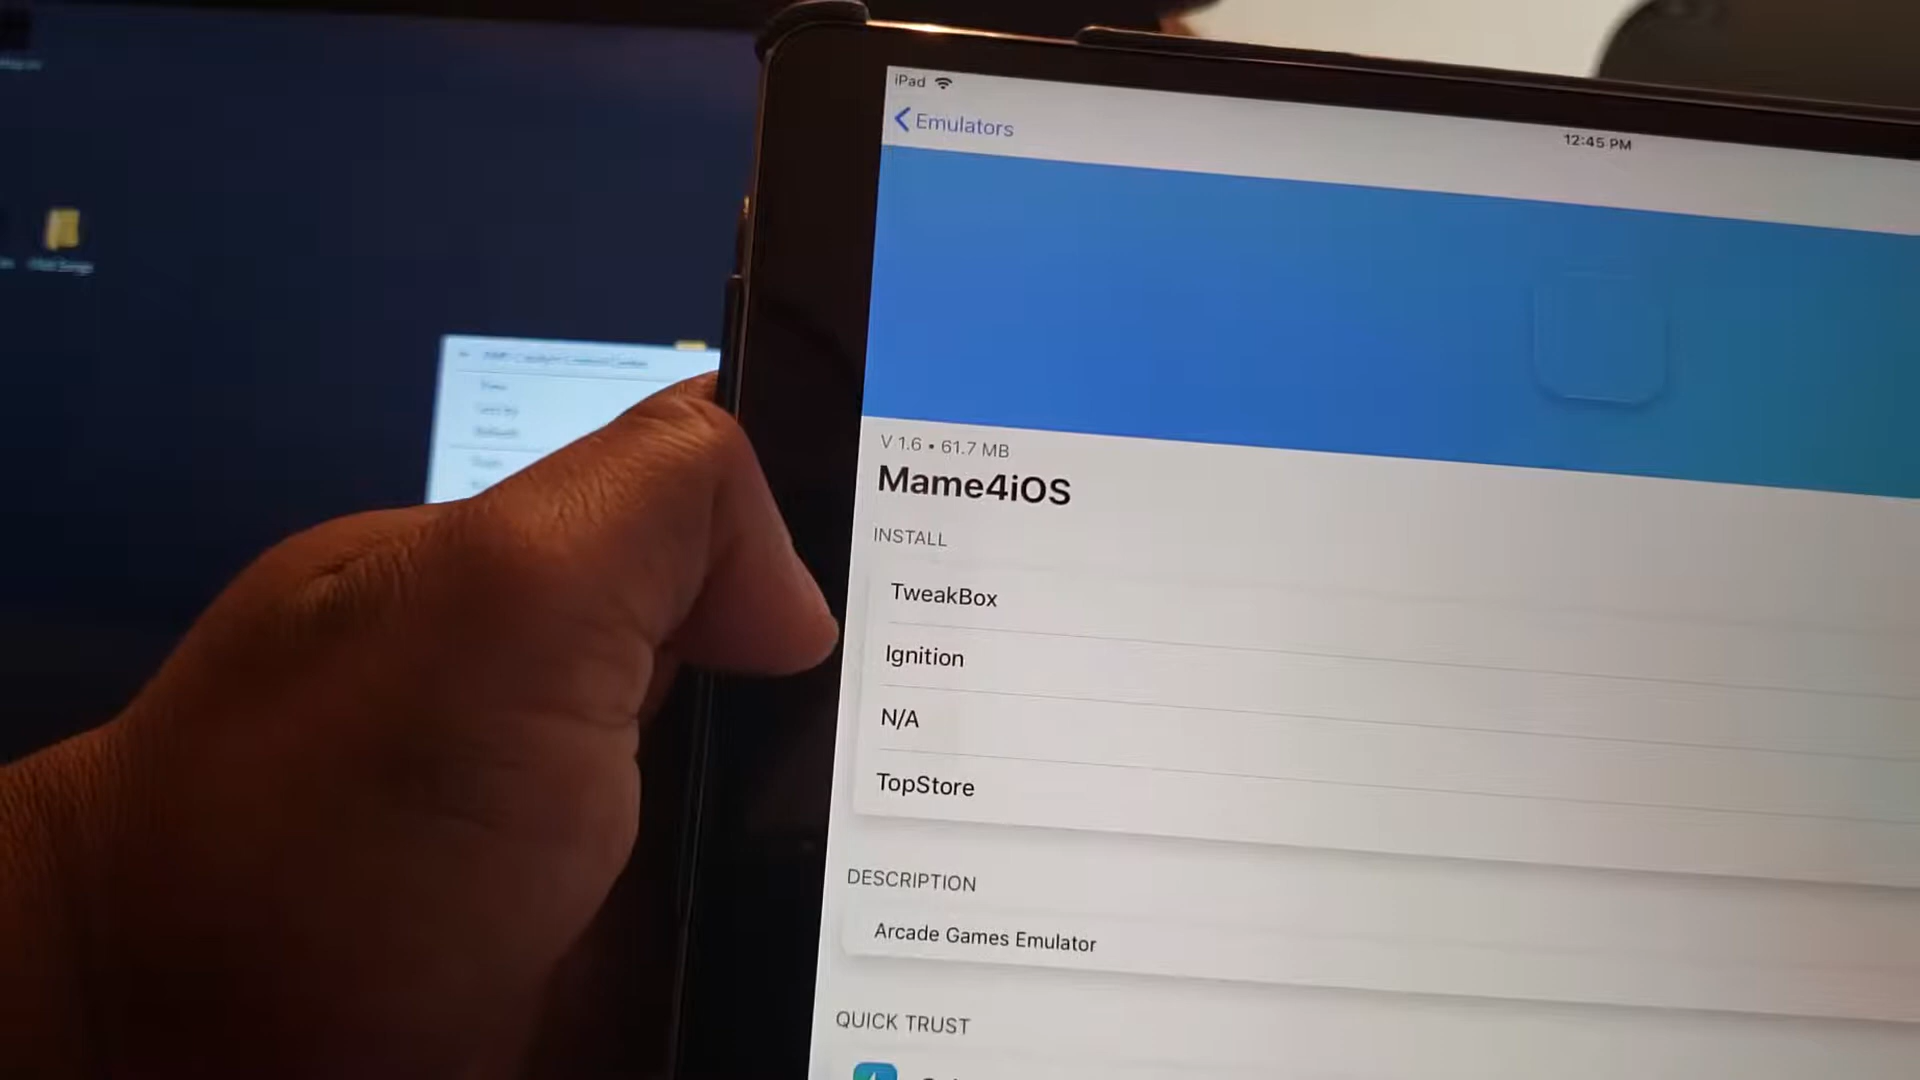 iPad
Emulators
12:45 PM
V 1.6 • 61.7 MB
Mame4iOS
INSTALL
TweakBox
Ignition
N/A
TopStore
DESCRIPTION
Arcade Games Emulator
QUICK TRUST